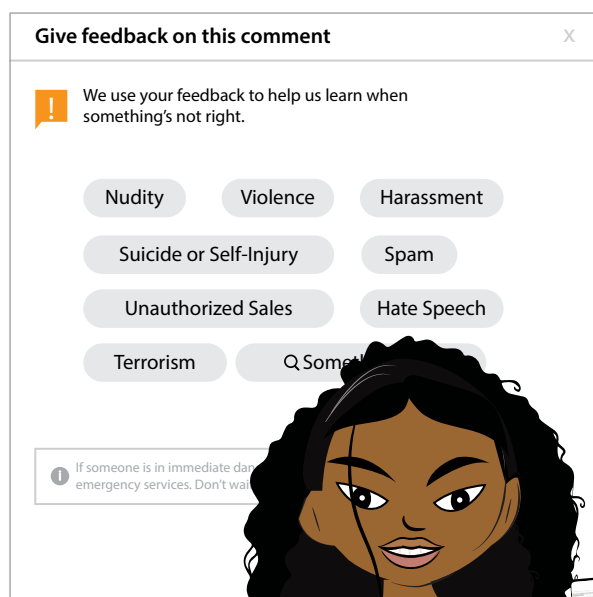 Give feedback on this comment X
We use your feedback to help us learn when
something's not right.
Nudity Violence Harassment
Suicide or Self-Injury Spam
Unauthorized Sales Hate Speech
Terrorism
If someone is in immediate
emergency services. Don't